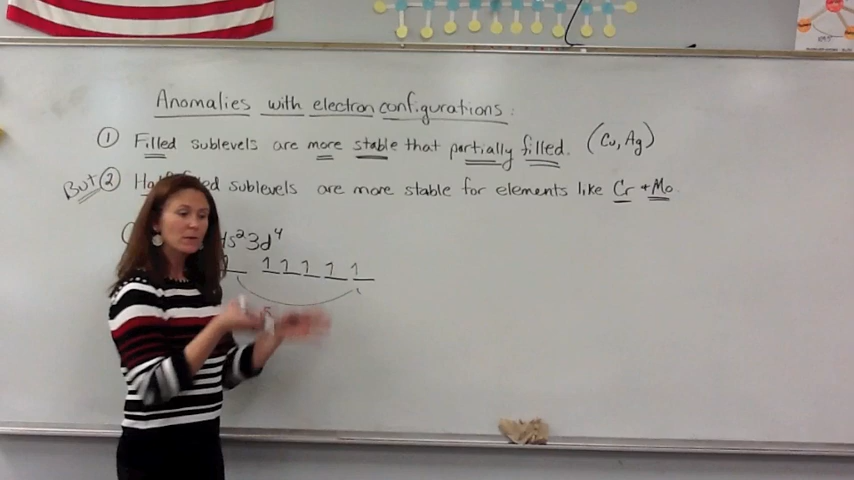 Anomalies with electron configurations:
① Filled sublevels are more stable that partially filled. (Cu, Ag)
But ② sublevels are more stable for elements like Cr + Mo.
4s²3d⁴
1 1 1 1 1
5